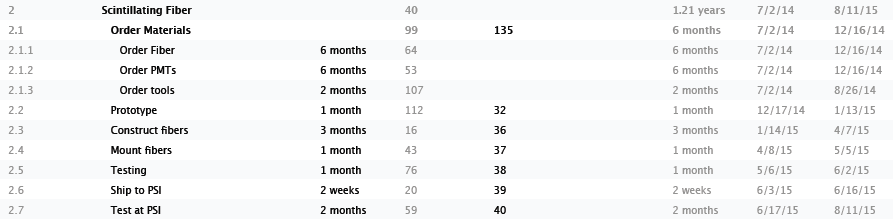 2 Scintillating Fiber 40 1.21 years 7/2/14 8/11/15
2.1 Order Materials 99 135 6 months 7/2/14 12/16/14
2.1.1 Order Fiber 6 months 64 6 months 7/2/14 12/16/14
2.1.2 Order PMTs 6 months 53 6 months 7/2/14 12/16/14
2.1.3 Order tools 2 months 107 2 months 7/2/14 8/26/14
2.2 Prototype 1 month 112 32 1 month 12/17/14 1/13/15
2.3 Construct fibers 3 months 16 36 3 months 1/14/15 4/7/15
2.4 Mount fibers 1 month 43 37 1 month 4/8/15 5/5/15
2.5 Testing 1 month 76 38 1 month 5/6/15 6/2/15
2.6 Ship to PSI 2 weeks 20 39 2 weeks 6/3/15 6/16/15
2.7 Test at PSI 2 months 59 40 2 months 6/17/15 8/11/15